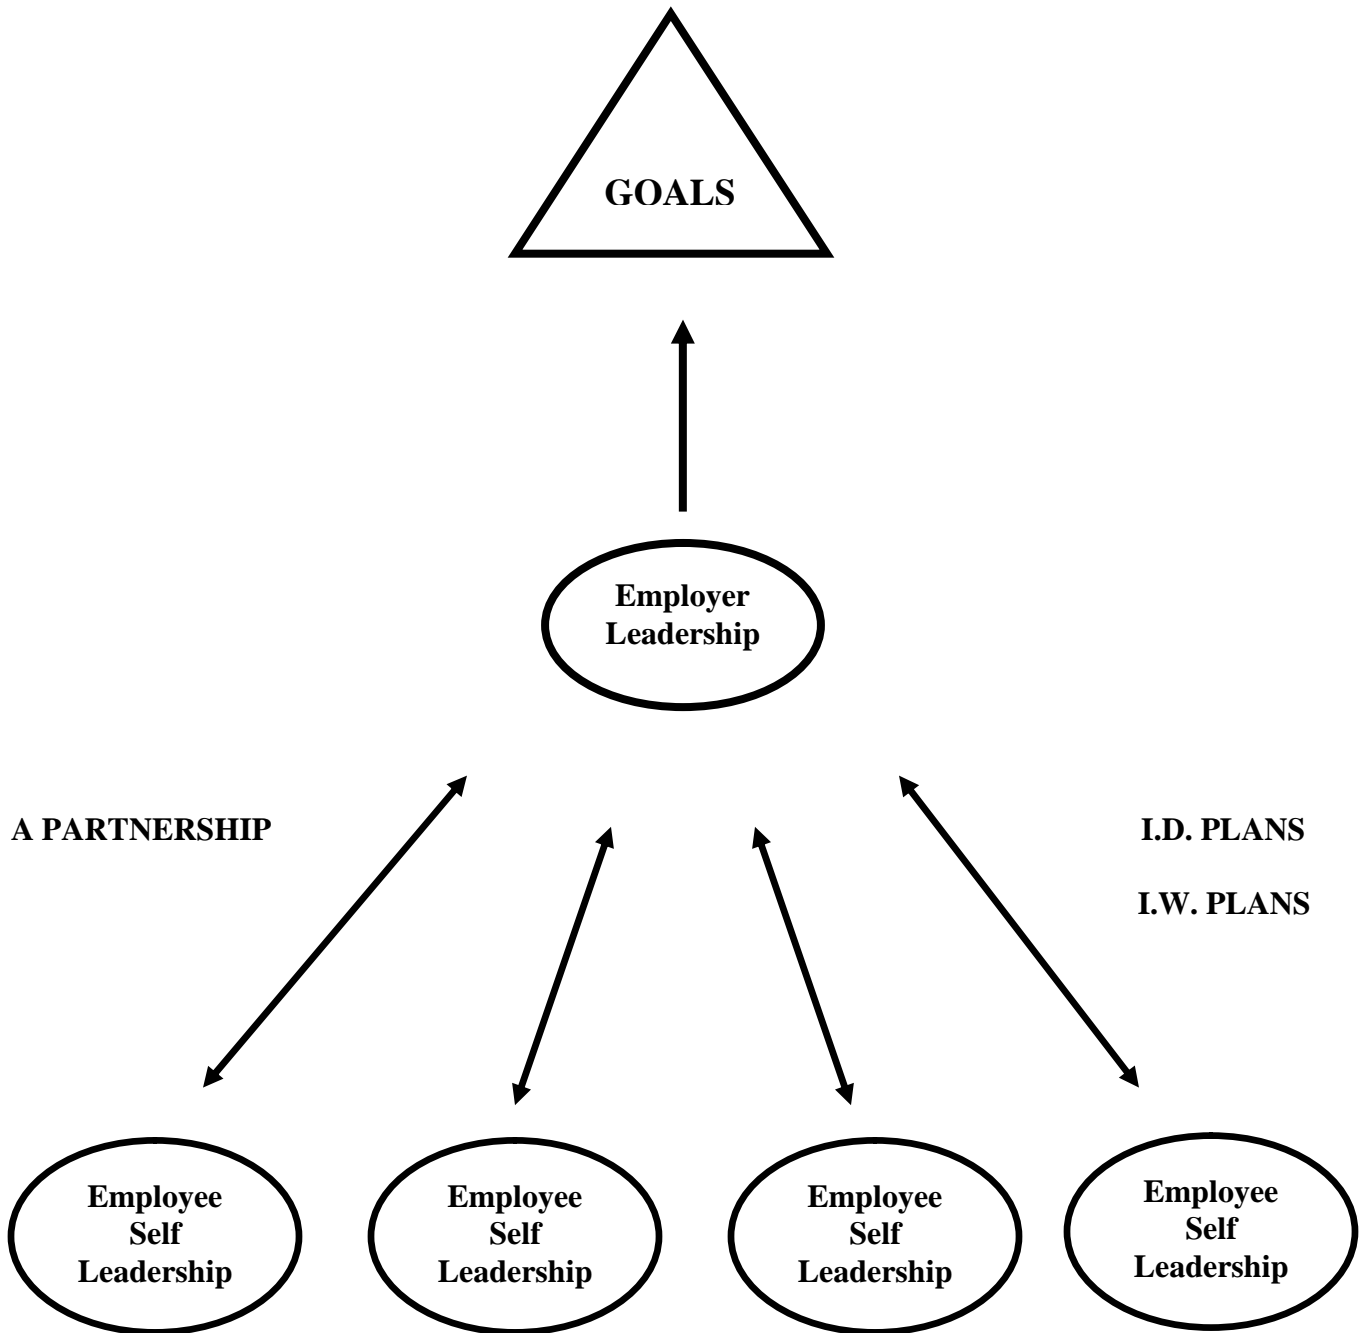 GOALS
Employer
Leadership
A PARTNERSHIP
I.D. PLANS
I.W. PLANS
Employee
Self
Leadership
Employee
Self
Leadership
Employee
Self
Leadership
Employee
Self
Leadership